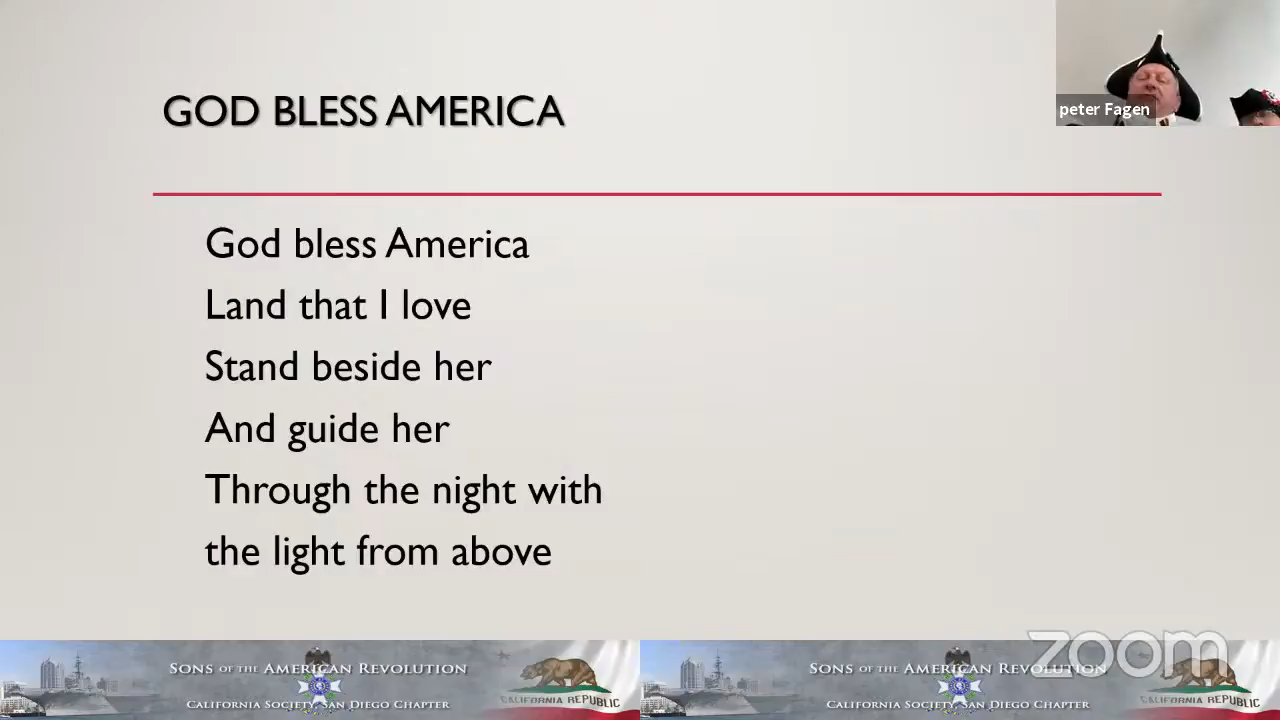 GOD BLESS AMERICA
peter Fagen
God bless America
Land that I love
Stand beside her
And guide her
Through the night with
the light from above
zoom
SONS OF THE AMERICAN REVOLUTION
CALIFORNIA SOCIETY, SAN DIEGO CHAPTER
CALIFORNIA REPUBLIC
SONS OF THE AMERICAN REVOLUTION
CALIFORNIA SOCIETY, SAN DIEGO CHAPTER
CALIFORNIA REPUBLIC